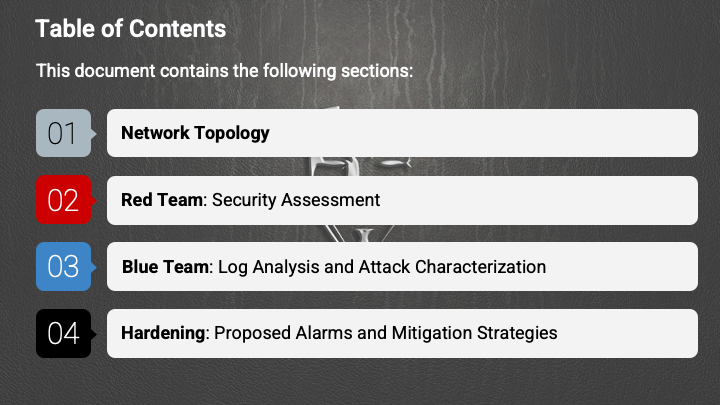 Table of Contents
This document contains the following sections:
01
Network Topology
02
Red Team: Security Assessment
03
Blue Team: Log Analysis and Attack Characterization
04
Hardening: Proposed Alarms and Mitigation Strategies